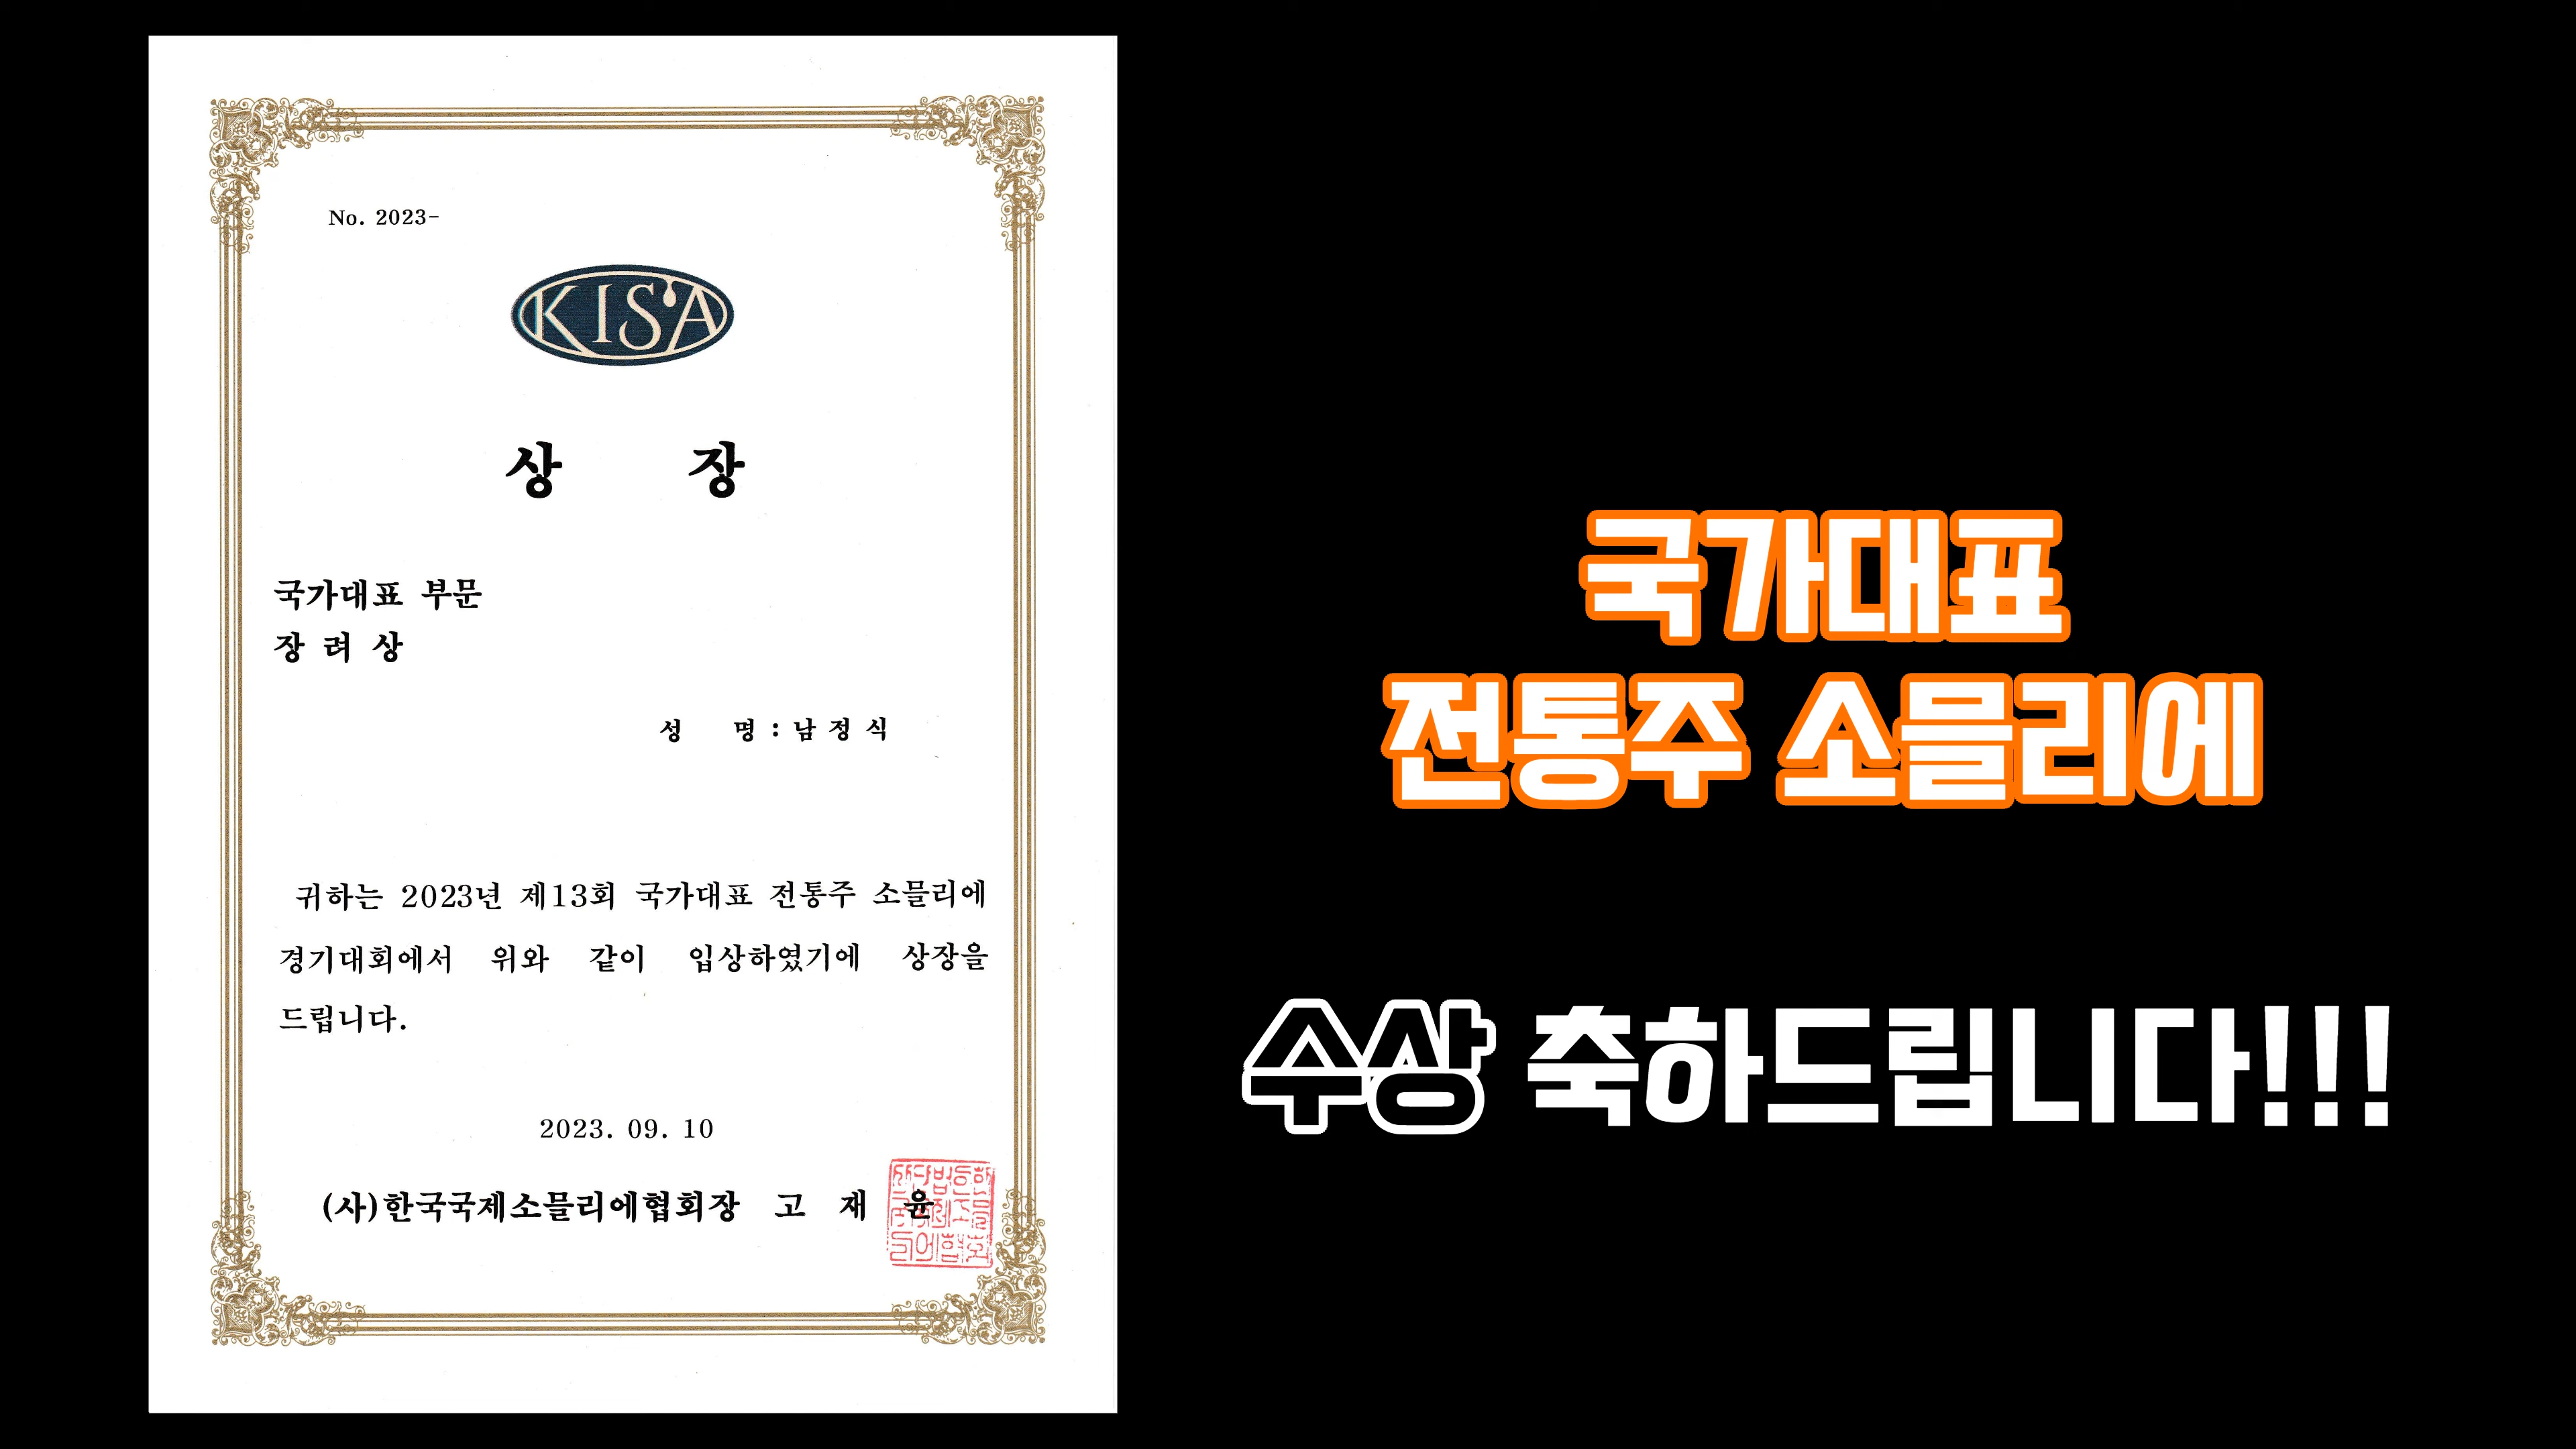 No. 2023-
KISA
상 장
국가대표 부문
장 려 상
성 명 : 남 정 식
귀하는 2023년 제13회 국가대표 전통주 소믈리에
경기대회에서 위와 같이 입상하였기에 상장을
드립니다.
2023. 09. 10
(사)한국국제소믈리에협회장 고 재 윤
국가대표
전통주 소믈리에
수상 축하드립니다!!!